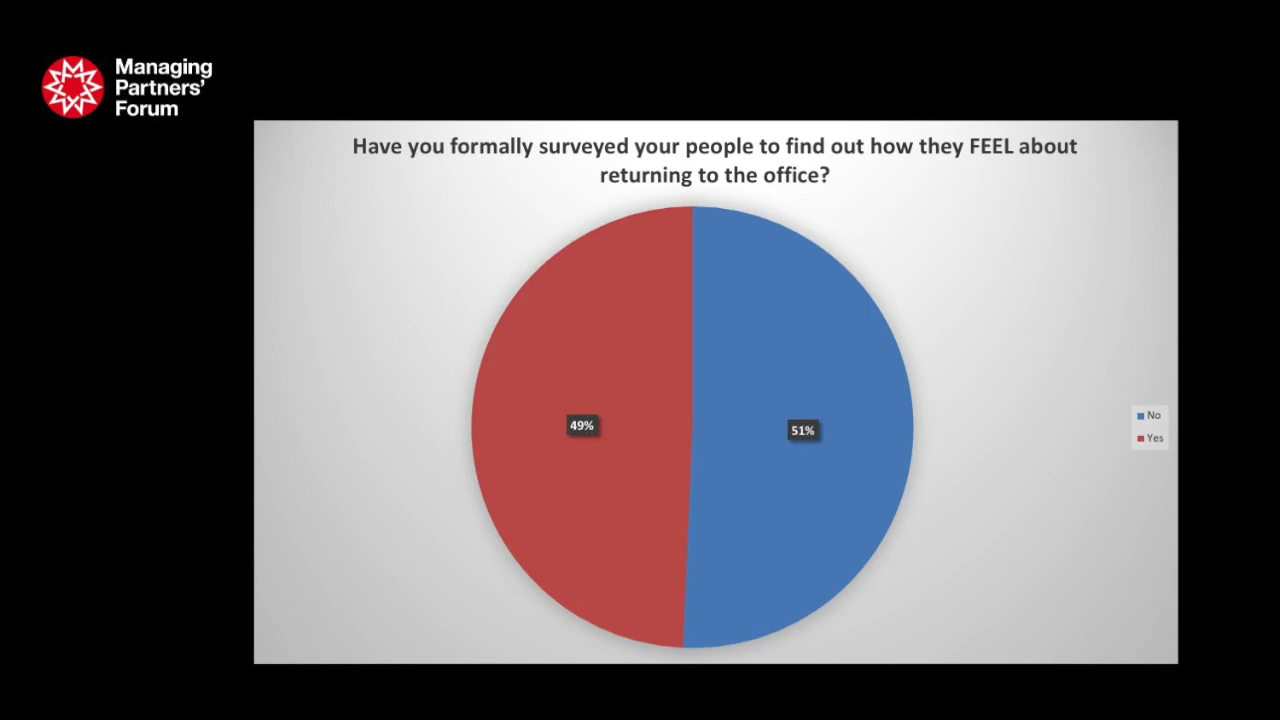 Managing
Partners'
Forum
Have you formally surveyed your people to find out how they FEEL about
returning to the office?
49%
51%
No
Yes